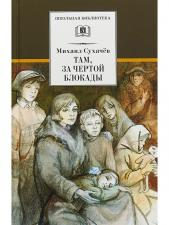 ШКОЛЬНАЯ БИБЛИОТЕКА
Михаил Сухачёв
ТАМ,
ЗА ЧЕРТОЙ
БЛОКАДЫ